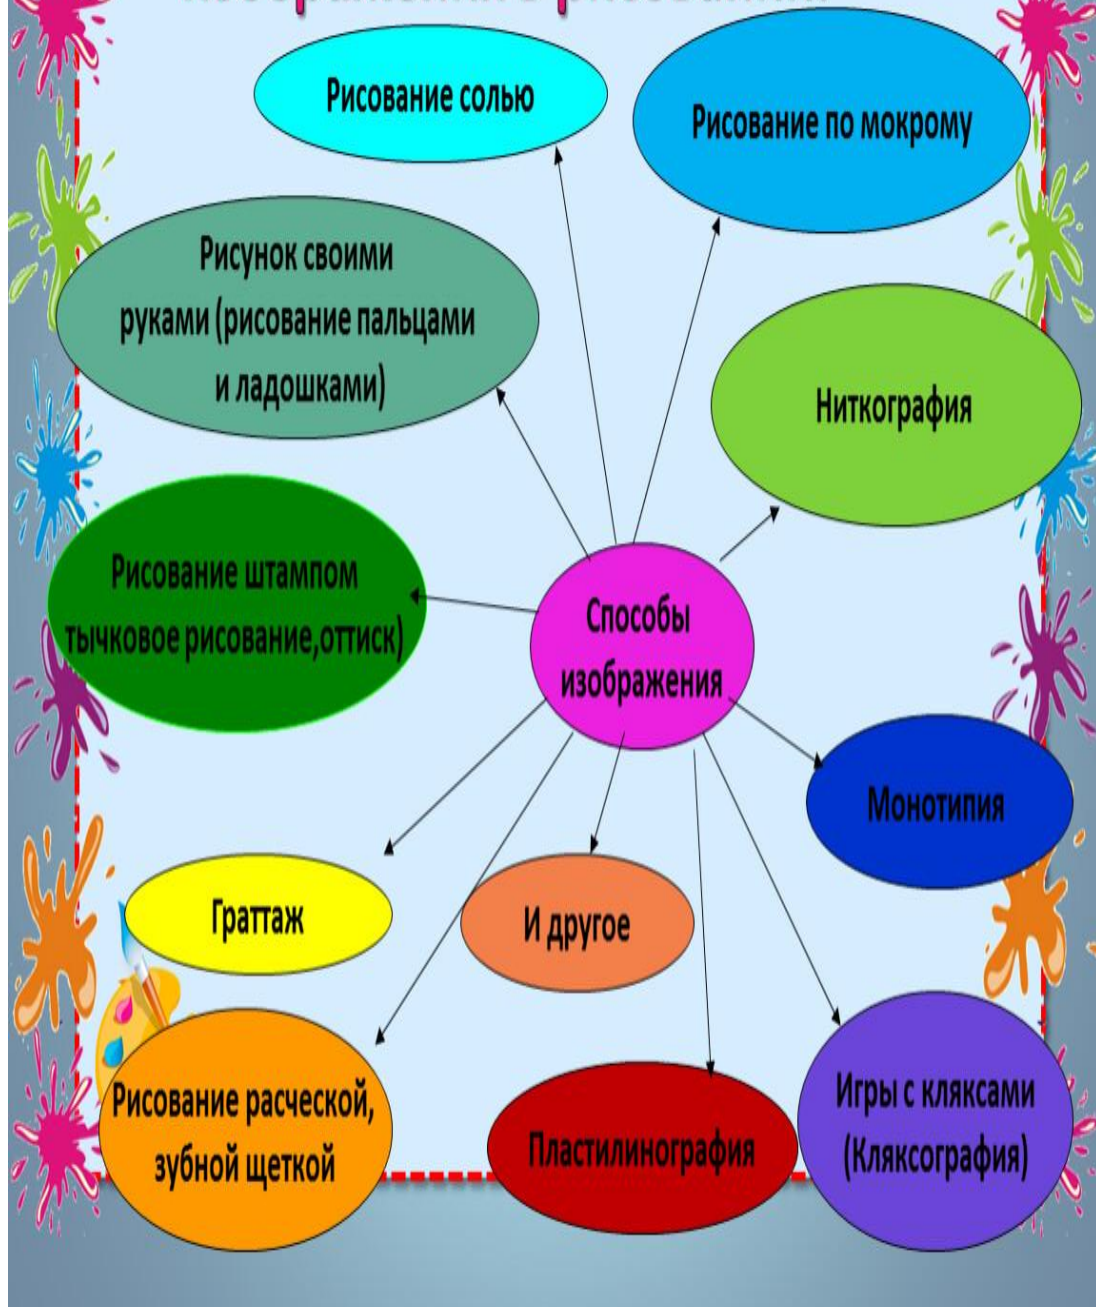 Рисование солью
Рисование по мокрому
Рисунок своими
руками (рисование пальцами
и ладошками)
Ниткография
Рисование штампом
тычковое рисование,оттиск)
Способы
изображения
Монотипия
Граттаж
И другое
Рисование расческой,
зубной щеткой
Пластилинография
Игры с кляксами
(Кляксография)